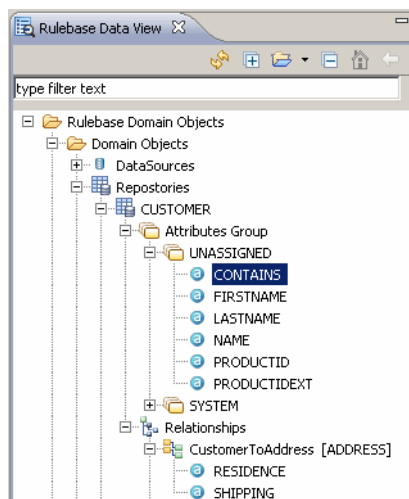 Rulebase Data View
type filter text
Rulebase Domain Objects
Domain Objects
DataSources
Repostories
CUSTOMER
Attributes Group
UNASSIGNED
CONTAINS
FIRSTNAME
LASTNAME
NAME
PRODUCTID
PRODUCTIDEXT
SYSTEM
Relationships
CustomerToAddress [ADDRESS]
RESIDENCE
SHIPPING